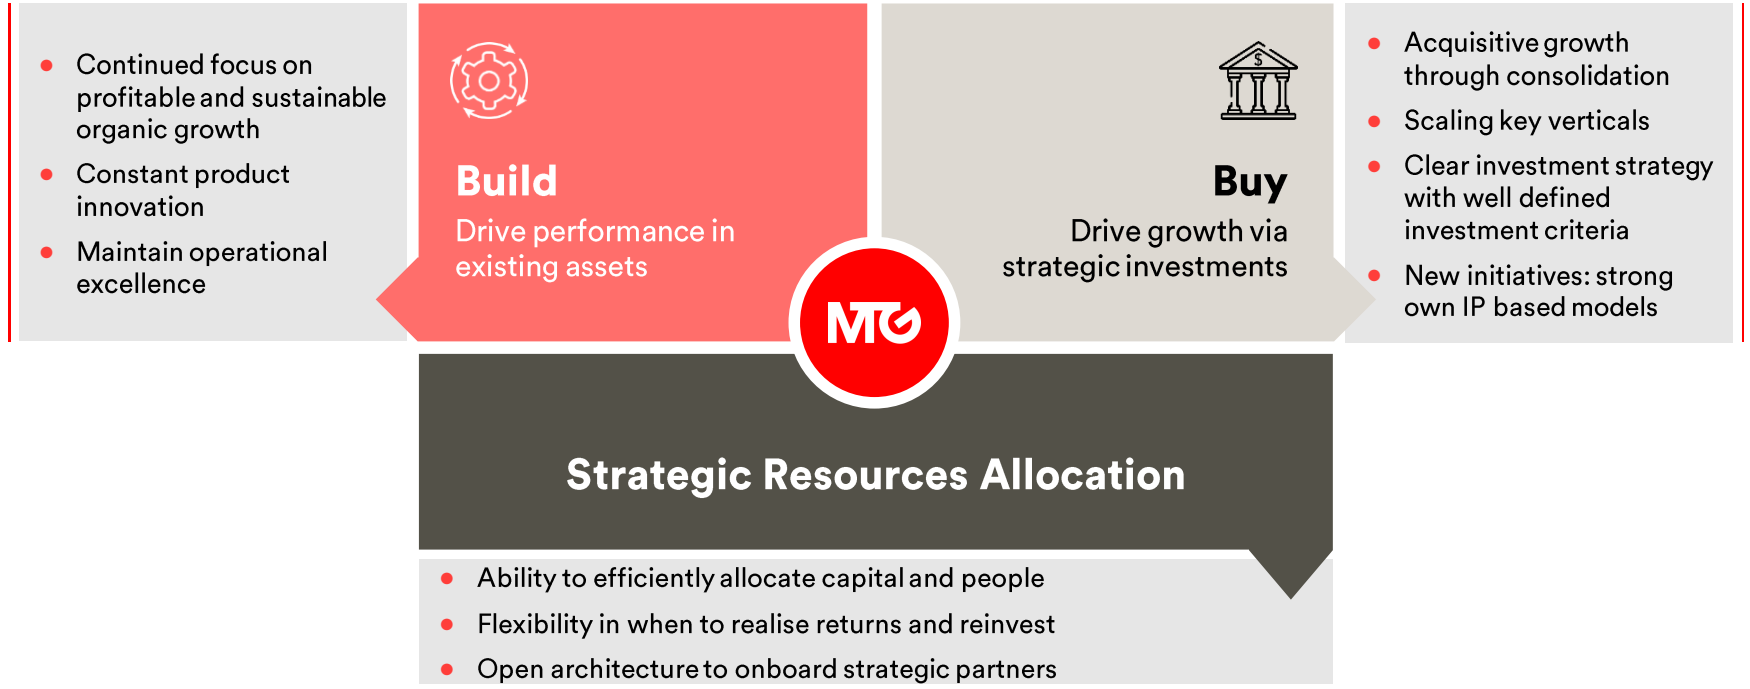 Continued focus on
profitable and sustainable
organic growth
Constant product
innovation
Maintain operational
excellence
Build
Drive performance in
existing assets
$
Buy
Drive growth via
strategic investments
Acquisitive growth
through consolidation
Scaling key verticals
Clear investment strategy
with well defined
investment criteria
New initiatives: strong
own IP based models
MTG
Strategic Resources Allocation
Ability to efficiently allocate capital and people
Flexibility in when to realise returns and reinvest
Open architecture to onboard strategic partners